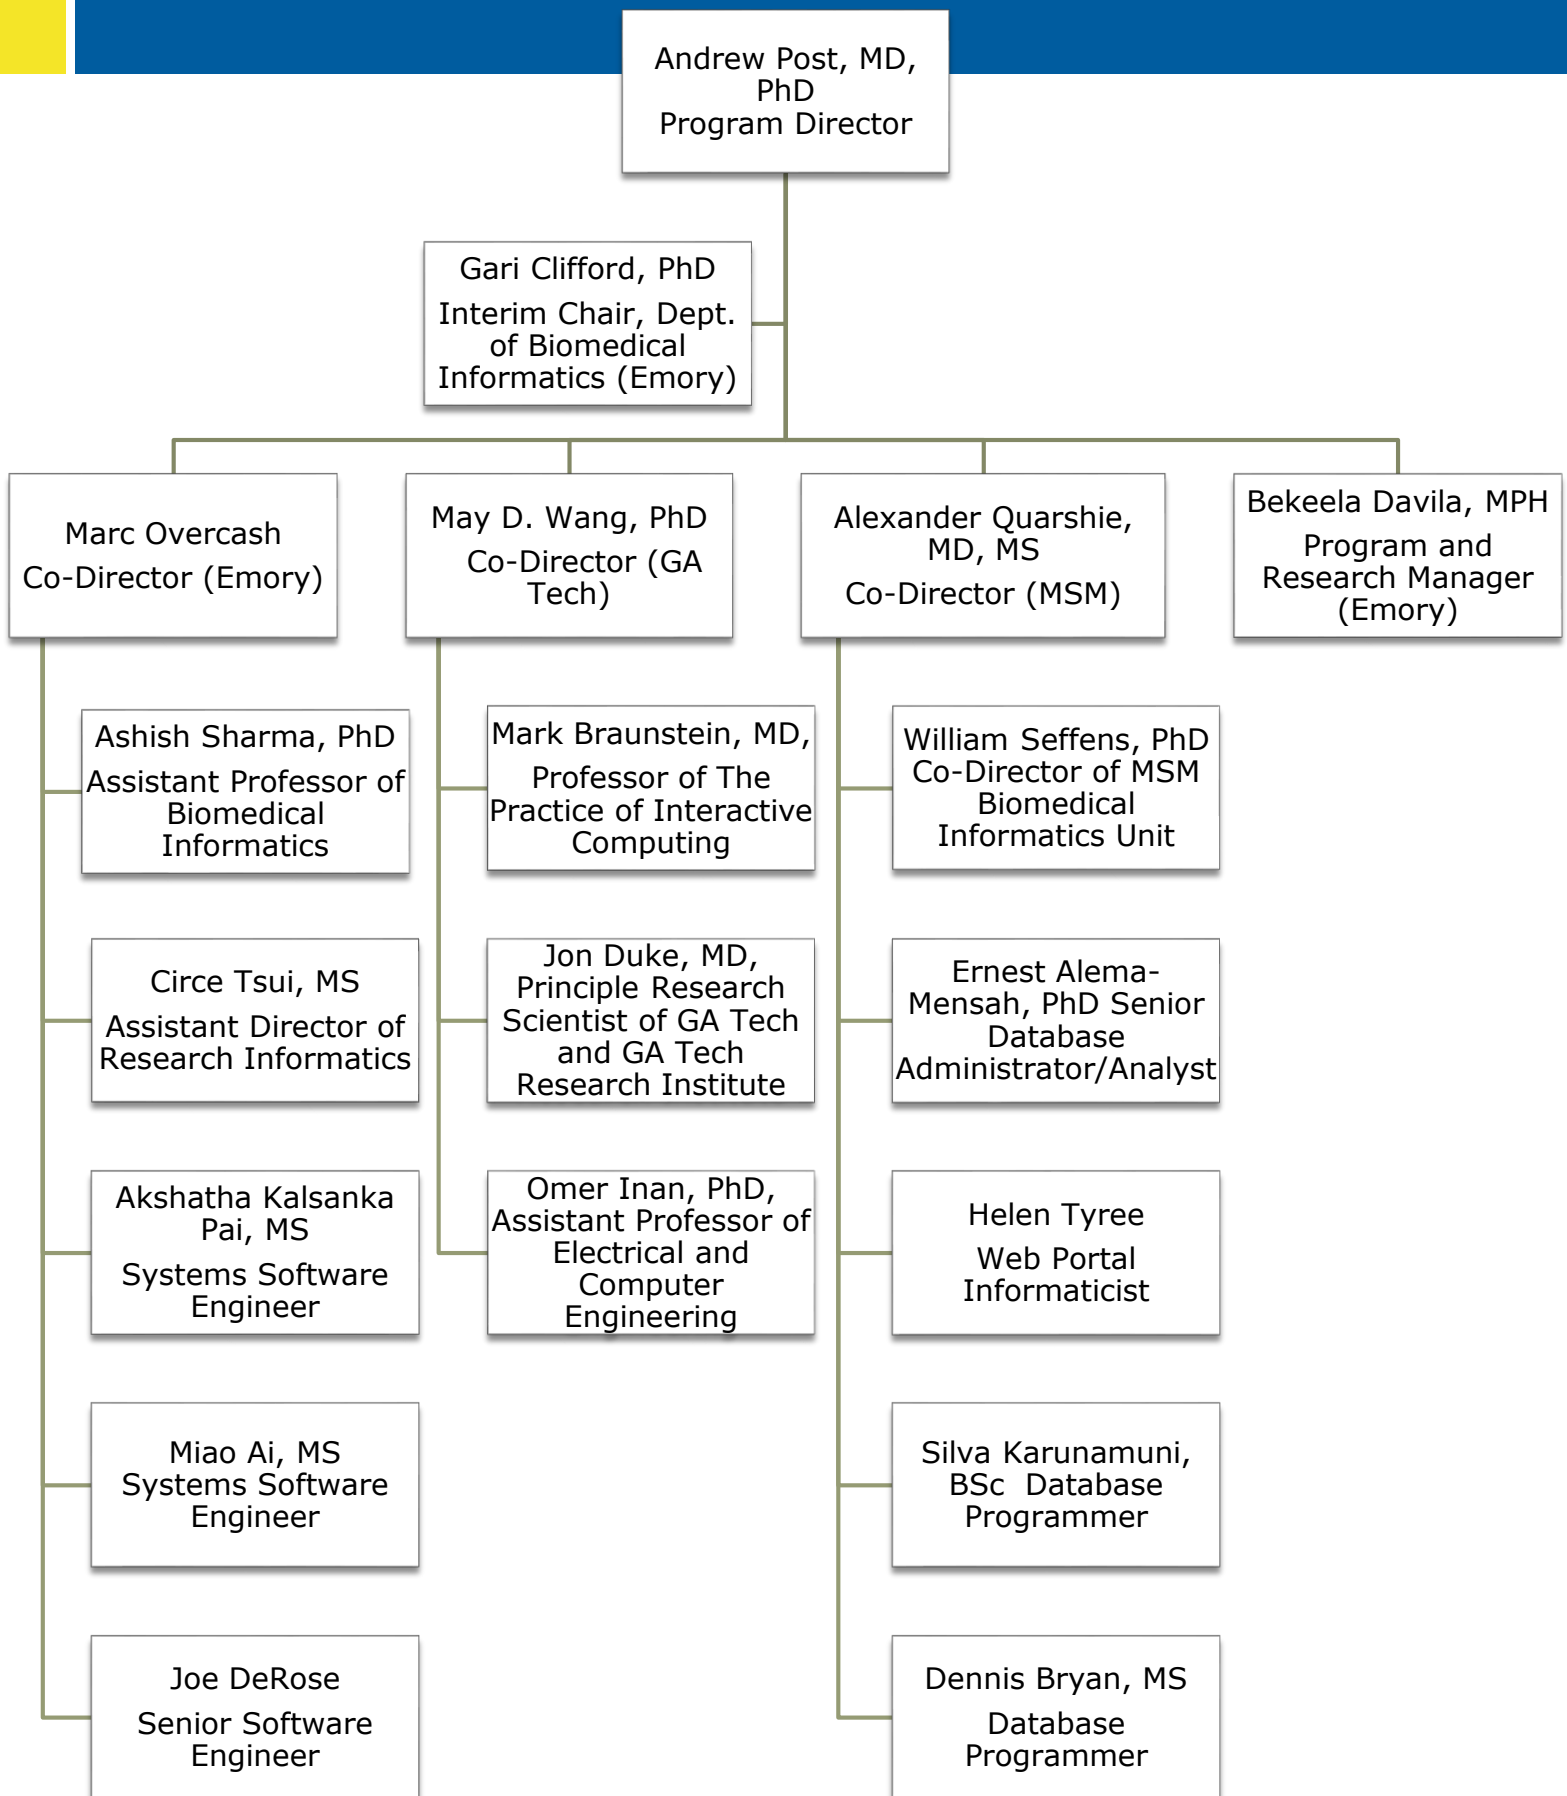 Andrew Post, MD,
PhD
Program Director
Gari Clifford, PhD
Interim Chair, Dept.
of Biomedical
Informatics (Emory)
Marc Overcash
Co-Director (Emory)
May D. Wang, PhD
Co-Director (GA
Tech)
Alexander Quarshie,
MD, MS
Co-Director (MSM)
Bekeela Davila, MPH
Program and
Research Manager
(Emory)
Ashish Sharma, PhD
Assistant Professor of
Biomedical
Informatics
Circe Tsui, MS
Assistant Director of
Research Informatics
Akshatha Kalsanka
Pai, MS
Systems Software
Engineer
Miao Ai, MS
Systems Software
Engineer
Joe DeRose
Senior Software
Engineer
Mark Braunstein, MD,
Professor of The
Practice of Interactive
Computing
Jon Duke, MD,
Principle Research
Scientist of GA Tech
and GA Tech
Research Institute
Omer Inan, PhD,
Assistant Professor of
Electrical and
Computer
Engineering
William Seffens, PhD
Co-Director of MSM
Biomedical
Informatics Unit
Ernest Alema-
Mensah, PhD Senior
Database
Administrator/Analyst
Helen Tyree
Web Portal
Informaticist
Silva Karunamuni,
BSc  Database
Programmer
Dennis Bryan, MS
Database
Programmer